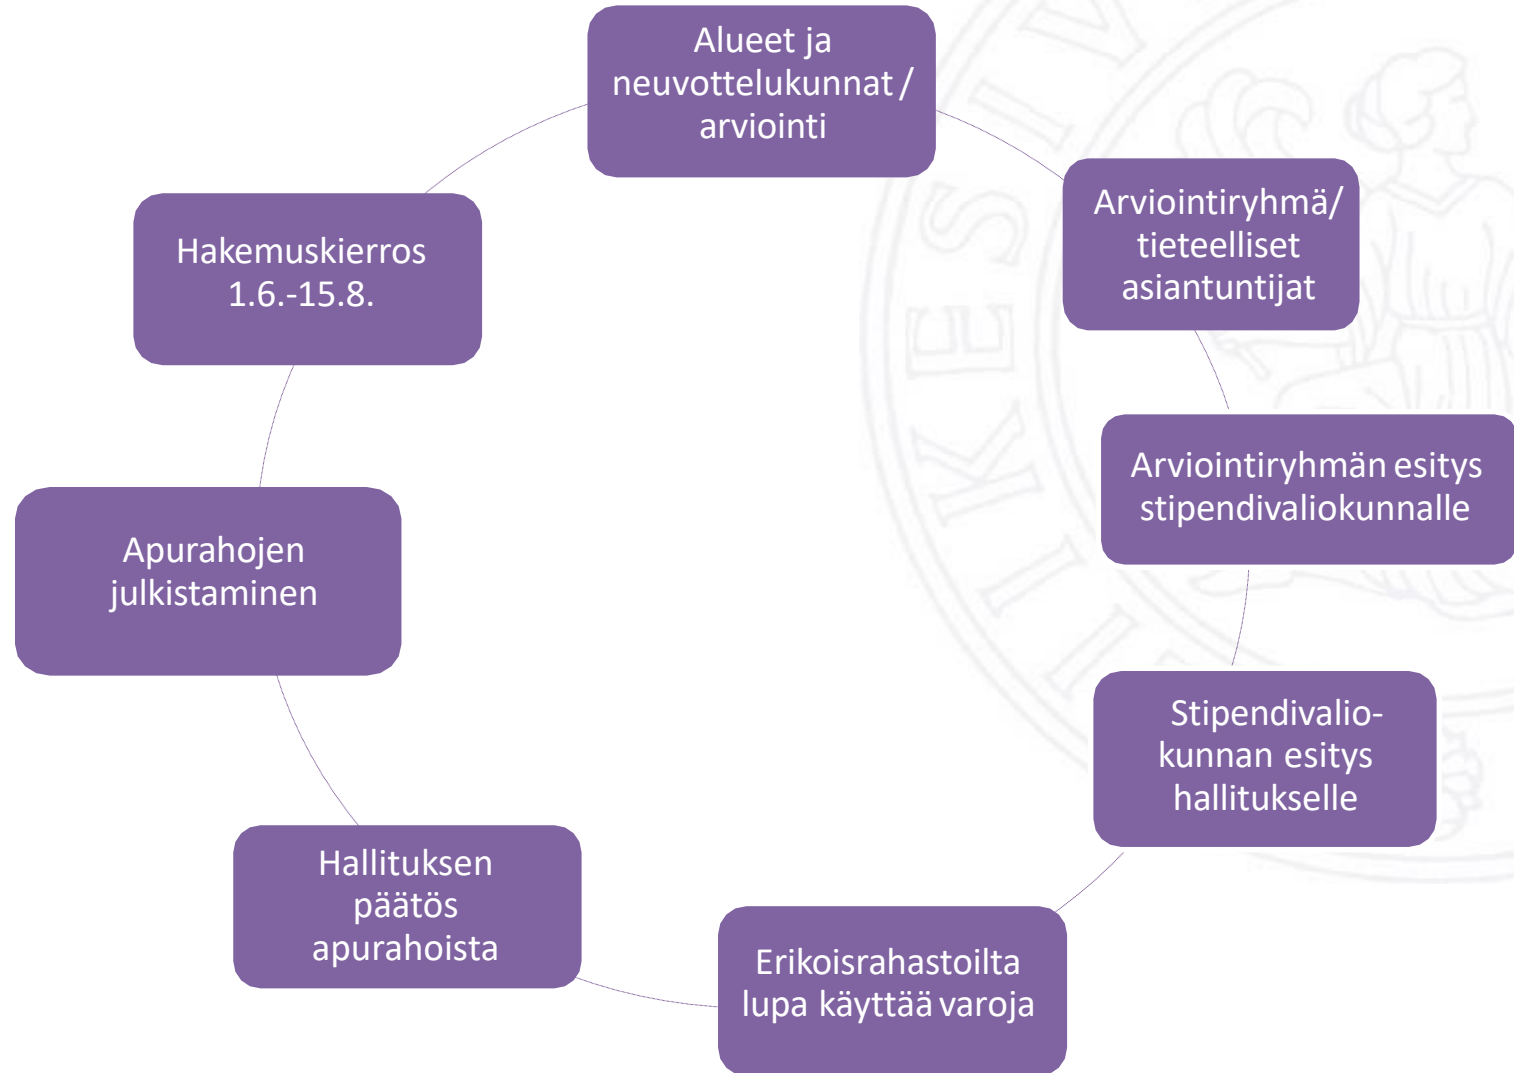 Alueet ja
neuvottelukunnat /
arviointi
Arviointiryhmä/
tieteelliset
asiantuntijat
Arviointiryhmän esitys
stipendivaliokunnalle
Stipendivalio-
kunnan esitys
hallitukselle
Erikoisrahastoilta
lupa käyttää varoja
Hallituksen
päätös
apurahoista
Apurahojen
julkistaminen
Hakemuskierros
1.6.-15.8.